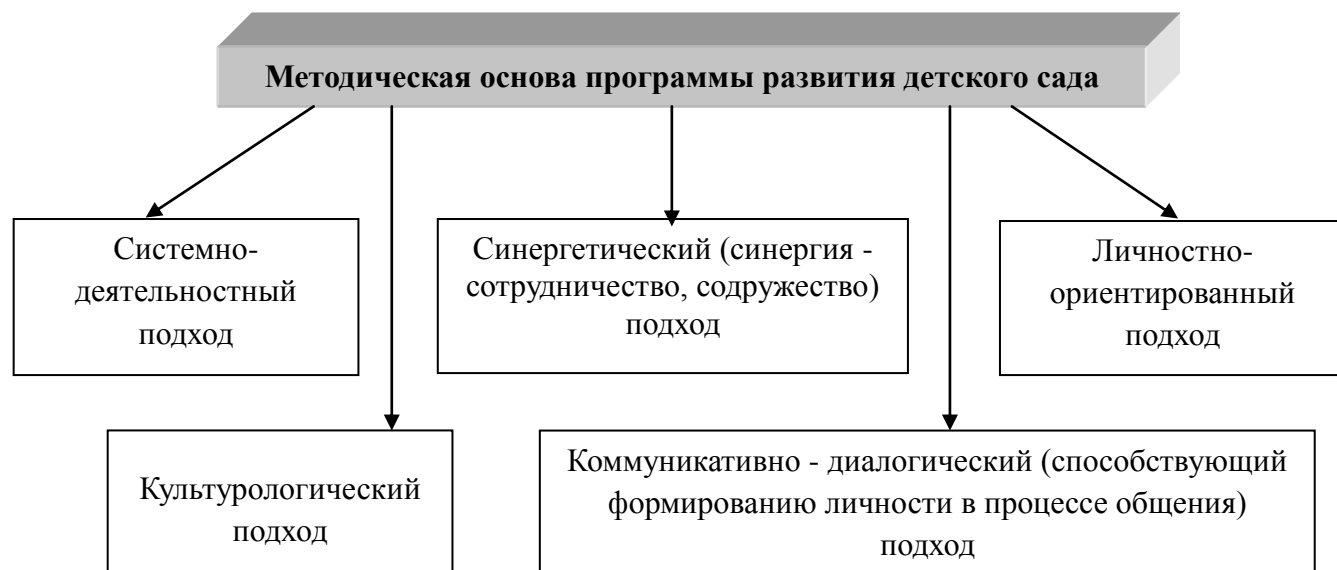 Методическая основа программы развития детского сада
Системно-
деятельностный
подход
Синергетический (синергия -
сотрудничество, содружество)
подход
Личностно-
ориентированный
подход
Культурологический
подход
Коммуникативно - диалогический (способствующий
формированию личности в процессе общения)
подход